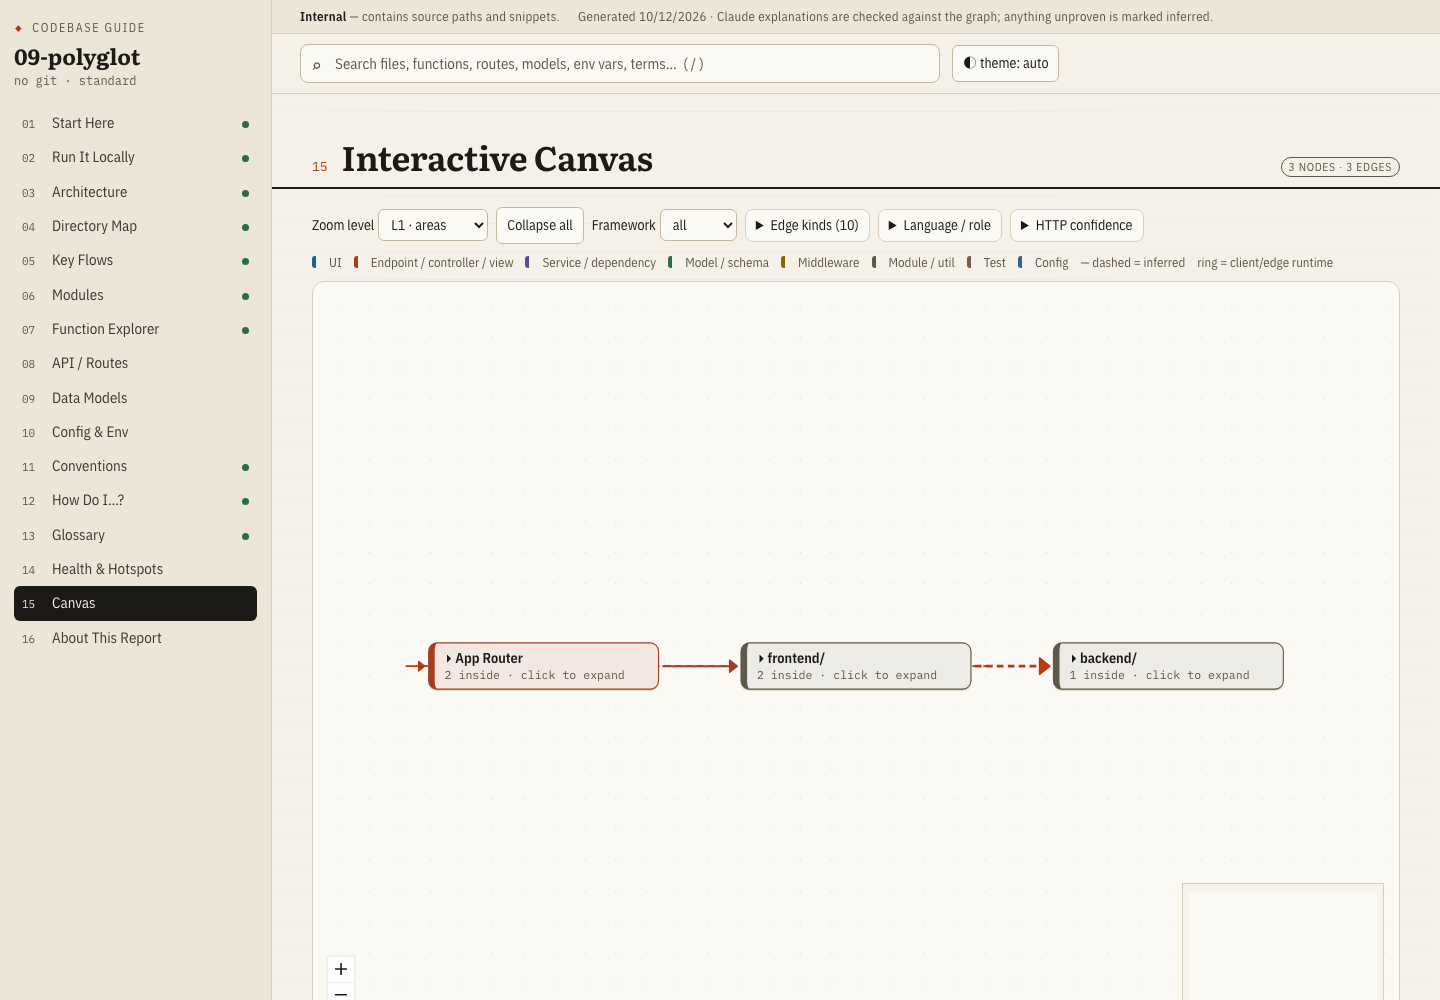 ◆ CODEBASE GUIDE
09-polyglot
no git · standard
01 Start Here
02 Run It Locally
03 Architecture
04 Directory Map
05 Key Flows
06 Modules
07 Function Explorer
08 API / Routes
09 Data Models
10 Config & Env
11 Conventions
12 How Do I...?
13 Glossary
14 Health & Hotspots
15 Canvas
16 About This Report
Internal — contains source paths and snippets. Generated 10/12/2026 · Claude explanations are checked against the graph; anything unproven is marked inferred.
Search files, functions, routes, models, env vars, terms... ( / )
theme: auto
15 Interactive Canvas
3 NODES · 3 EDGES
Zoom level L1 · areas Collapse all Framework all ▶ Edge kinds (10) ▶ Language / role ▶ HTTP confidence
UI Endpoint / controller / view Service / dependency Model / schema Middleware Module / util Test Config — dashed = inferred ring = client/edge runtime
App Router
2 inside · click to expand
frontend/
2 inside · click to expand
backend/
1 inside · click to expand
+
−